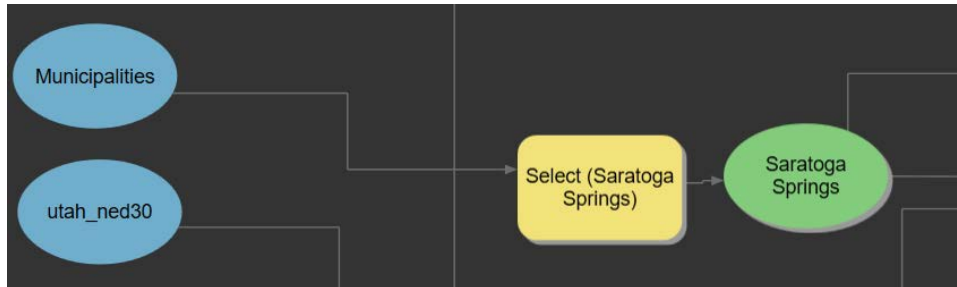 Municipalities
utah_ned30
Select (Saratoga
Springs)
Saratoga
Springs